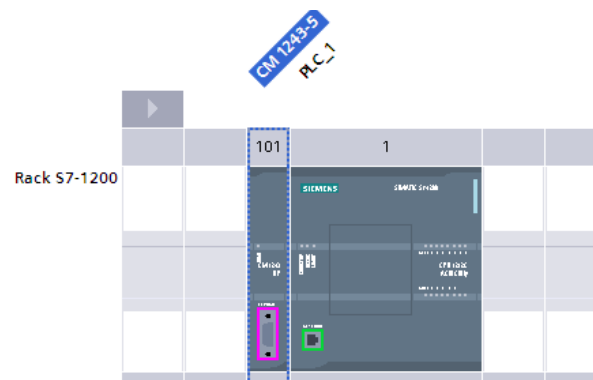 CM 1243-5
PLC_1
101
1
Rack S7-1200
SIEMENS
SIMATIC S7-1200